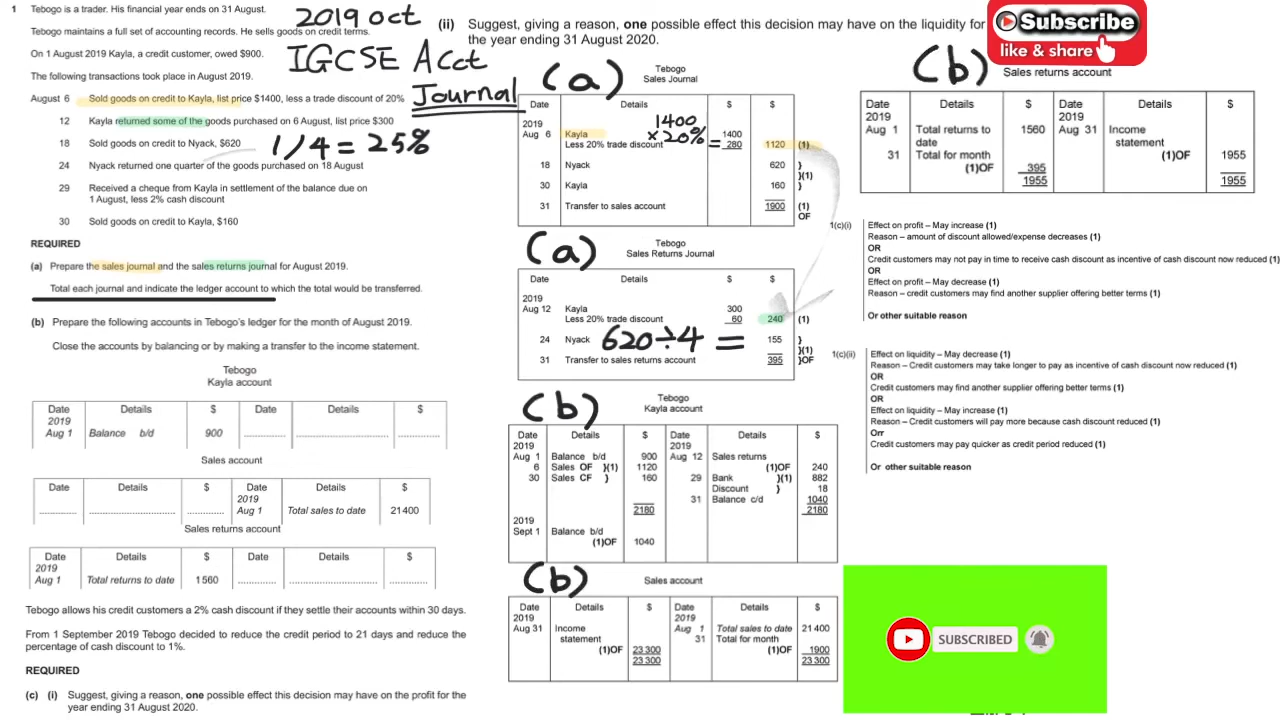 1 Tebogo is a trader. His financial year ends on 31 August.
Tebogo maintains a full set of accounting records. He sells goods on credit terms.
On 1 August 2019 Kayla, a credit customer, owed $900.
The following transactions took place in August 2019.
August 6 Sold goods on credit to Kayla, list price $1400, less a trade discount of 20%
12 Kayla returned some of the goods purchased on 6 August, list price $300
18 Sold goods on credit to Nyack, $620
24 Nyack returned one quarter of the goods purchased on 18 August
29 Received a cheque from Kayla in settlement of the balance due on
1 August, less 2% cash discount
30 Sold goods on credit to Kayla, $160
2019 Oct
IGCSE Acct
Journal
1/4 = 25%
REQUIRED
(a) Prepare the sales journal and the sales returns journal for August 2019.
Total each journal and indicate the ledger account to which the total would be transferred.
(b) Prepare the following accounts in Tebogo's ledger for the month of August 2019.
Close the accounts by balancing or by making a transfer to the income statement.
Tebogo
Kayla account
Date Details $ Date Details $
2019
Aug 1 Balance b/d 900
Sales account
Date Details $ Date Details $
2019
Aug 1 Total sales to date 21 400
Sales returns account
Date Details $ Date Details $
2019
Aug 1 Total returns to date 1 560
Tebogo allows his credit customers a 2% cash discount if they settle their accounts within 30 days.
From 1 September 2019 Tebogo decided to reduce the credit period to 21 days and reduce the
percentage of cash discount to 1%.
REQUIRED
(c) (i) Suggest, giving a reason, one possible effect this decision may have on the profit for the
year ending 31 August 2020.
(ii) Suggest, giving a reason, one possible effect this decision may have on the liquidity for
the year ending 31 August 2020.
(a)
Tebogo
Sales Journal
Date Details $ $
2019
1400
Aug 6 Kayla × 20% 1400
Less 20% trade discount = 280 1120 (1)
18 Nyack 620 }
}(1)
30 Kayla 160 }
31 Transfer to sales account 1900 (1)
OF
(a)
Tebogo
Sales Returns Journal
Date Details $ $
2019
Aug 12 Kayla 300
Less 20% trade discount 60 240 (1)
24 Nyack 620÷4 = 155 }
}(1)
31 Transfer to sales returns account 395 }OF
(b)
Tebogo
Kayla account
Date Details $ Date Details $
2019 2019
Aug 1 Balance b/d 900 Aug 12 Sales returns
6 Sales OF }(1) 1120 (1)OF 240
30 Sales CF } 160 29 Bank }(1) 882
Discount } 18
31 Balance c/d 1040
2180 2180
2019
Sept 1 Balance b/d
(1)OF 1040
(b)
Sales account
Date Details $ Date Details $
2019 2019
Aug 31 Income Aug 1 Total sales to date 21 400
statement 31 Total for month
(1)OF 23 300 (1)OF 1900
23 300 23 300
Subscribe
like & share
(b)
Sales returns account
Date Details $ Date Details $
2019 2019
Aug 1 Total returns to 1560 Aug 31 Income
date statement
31 Total for month (1)OF 1955
(1)OF 395
1955 1955
1(c)(i) Effect on profit – May increase (1)
Reason – amount of discount allowed/expense decreases (1)
OR
Credit customers may not pay in time to receive cash discount as incentive of cash discount now reduced (1)
OR
Effect on profit – May decrease (1)
Reason – credit customers may find another supplier offering better terms (1)
Or other suitable reason
1(c)(ii) Effect on liquidity – May decrease (1)
Reason – Credit customers may take longer to pay as incentive of cash discount now reduced (1)
OR
Credit customers may find another supplier offering better terms (1)
OR
Effect on liquidity – May increase (1)
Reason – Credit customers will pay more because cash discount reduced (1)
Orr
Credit customers may pay quicker as credit period reduced (1)
Or other suitable reason
SUBSCRIBED